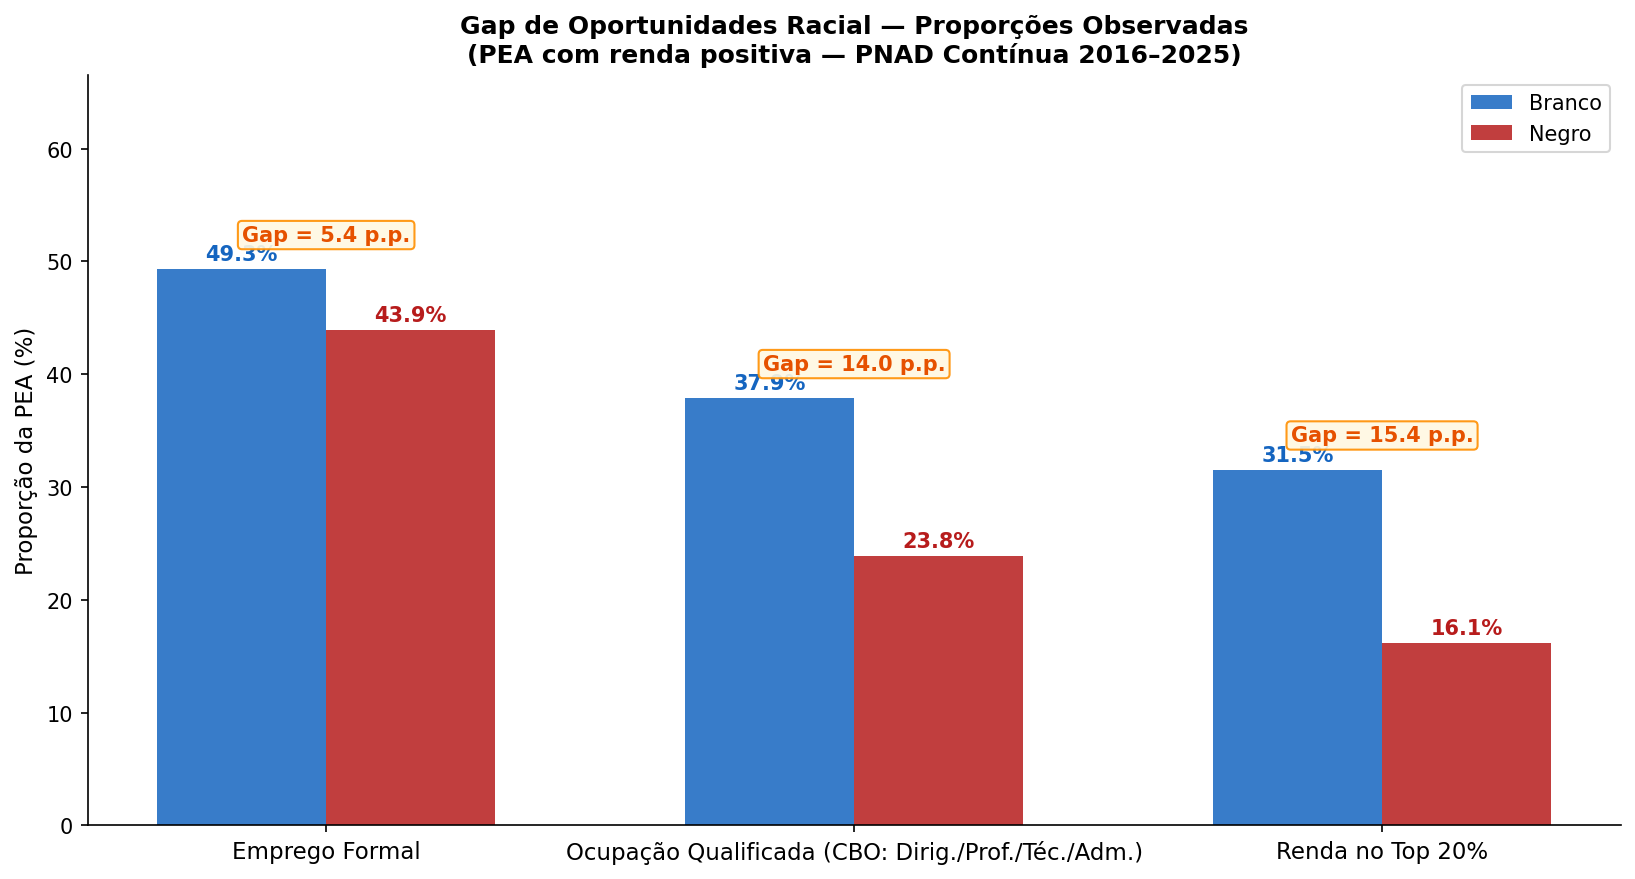 Gap de Oportunidades Racial — Proporções Observadas
(PEA com renda positiva — PNAD Contínua 2016–2025)
Branco
Negro
Proporção da PEA (%)
60
50
40
30
20
10
0
Gap = 5.4 p.p.
49.3%
43.9%
Gap = 14.0 p.p.
37.9%
23.8%
Gap = 15.4 p.p.
31.5%
16.1%
Emprego Formal
Ocupação Qualificada (CBO: Dirig./Prof./Téc./Adm.)
Renda no Top 20%